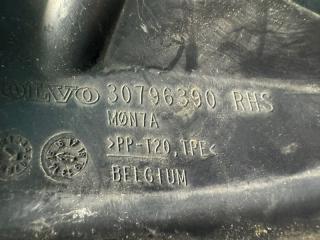 VOLVO 30796390 RHS
MØN7A
>PP-T20,TPE<
BELGIUM